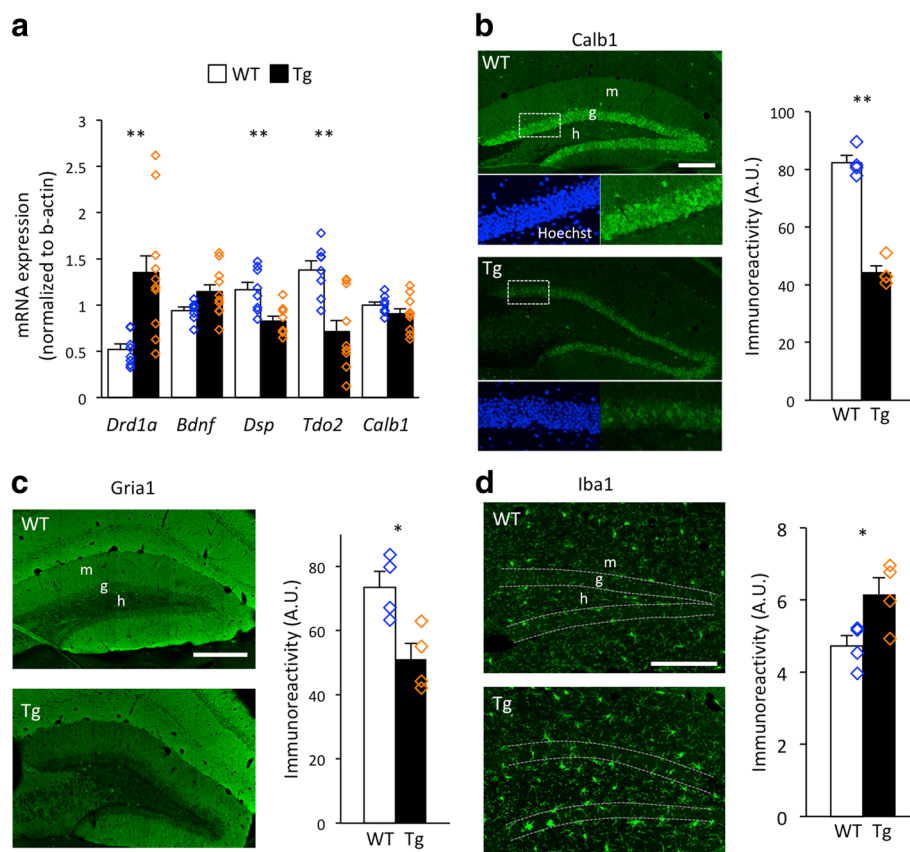 a
WT Tg
mRNA expression
(normalized to b-actin)
3
2.5
2
1.5
1
0.5
0
** ** **
Drd1a Bdnf Dsp Tdo2 Calb1
b
Calb1
WT
m
g
h
Hoechst
Tg
Immunoreactivity (A.U.)
100
80
60
40
20
0
**
WT Tg
c
Gria1
WT
m
g
h
Tg
Immunoreactivity (A.U.)
80
60
40
20
0
*
WT Tg
d
Iba1
WT
m
g
h
Tg
Immunoreactivity (A.U.)
8
6
4
2
0
*
WT Tg